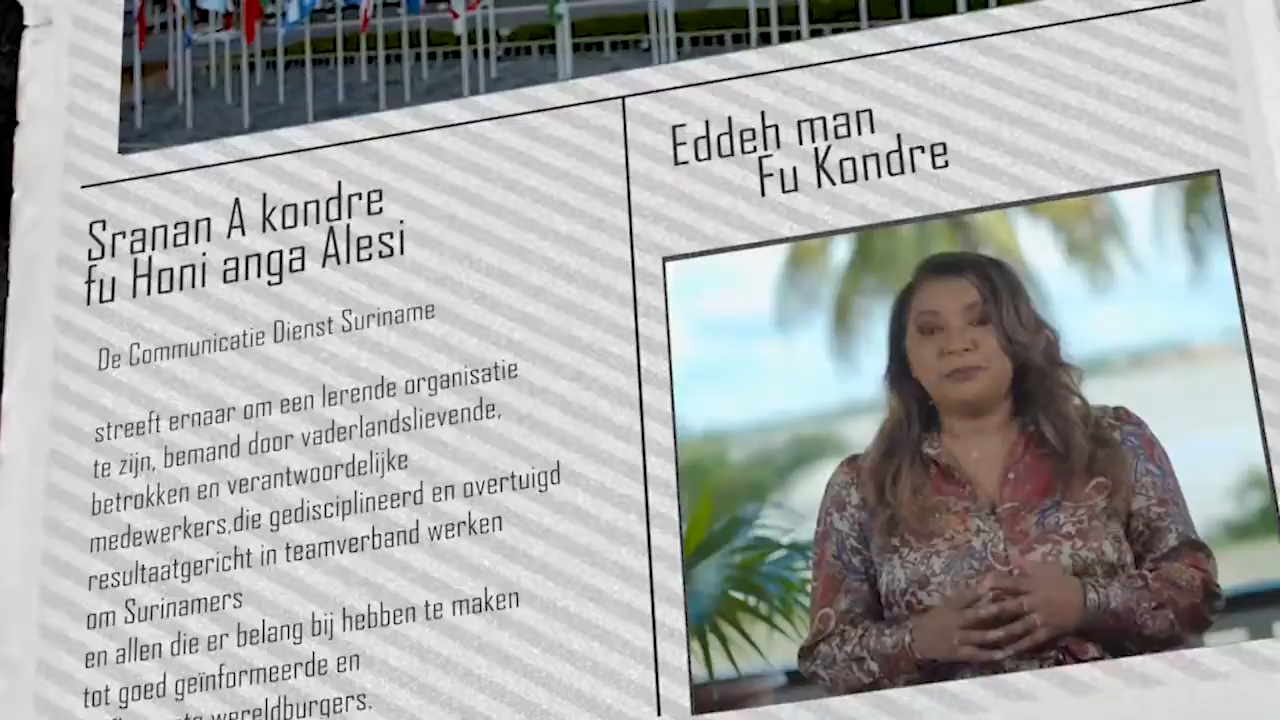 Sranan A kondre
fu Honi anga Alesi
De Communicatie Dienst Suriname
streeft ernaar om een lerende organisatie
te zijn, bemand door vaderlandslievende,
betrokken en verantwoordelijke
medewerkers,die gedisciplineerd en overtuigd
resultaatgericht in teamverband werken
om Surinamers
en allen die er belang bij hebben te maken
tot goed geïnformeerde en
wereldburgers.
Eddeh man
Fu Kondre